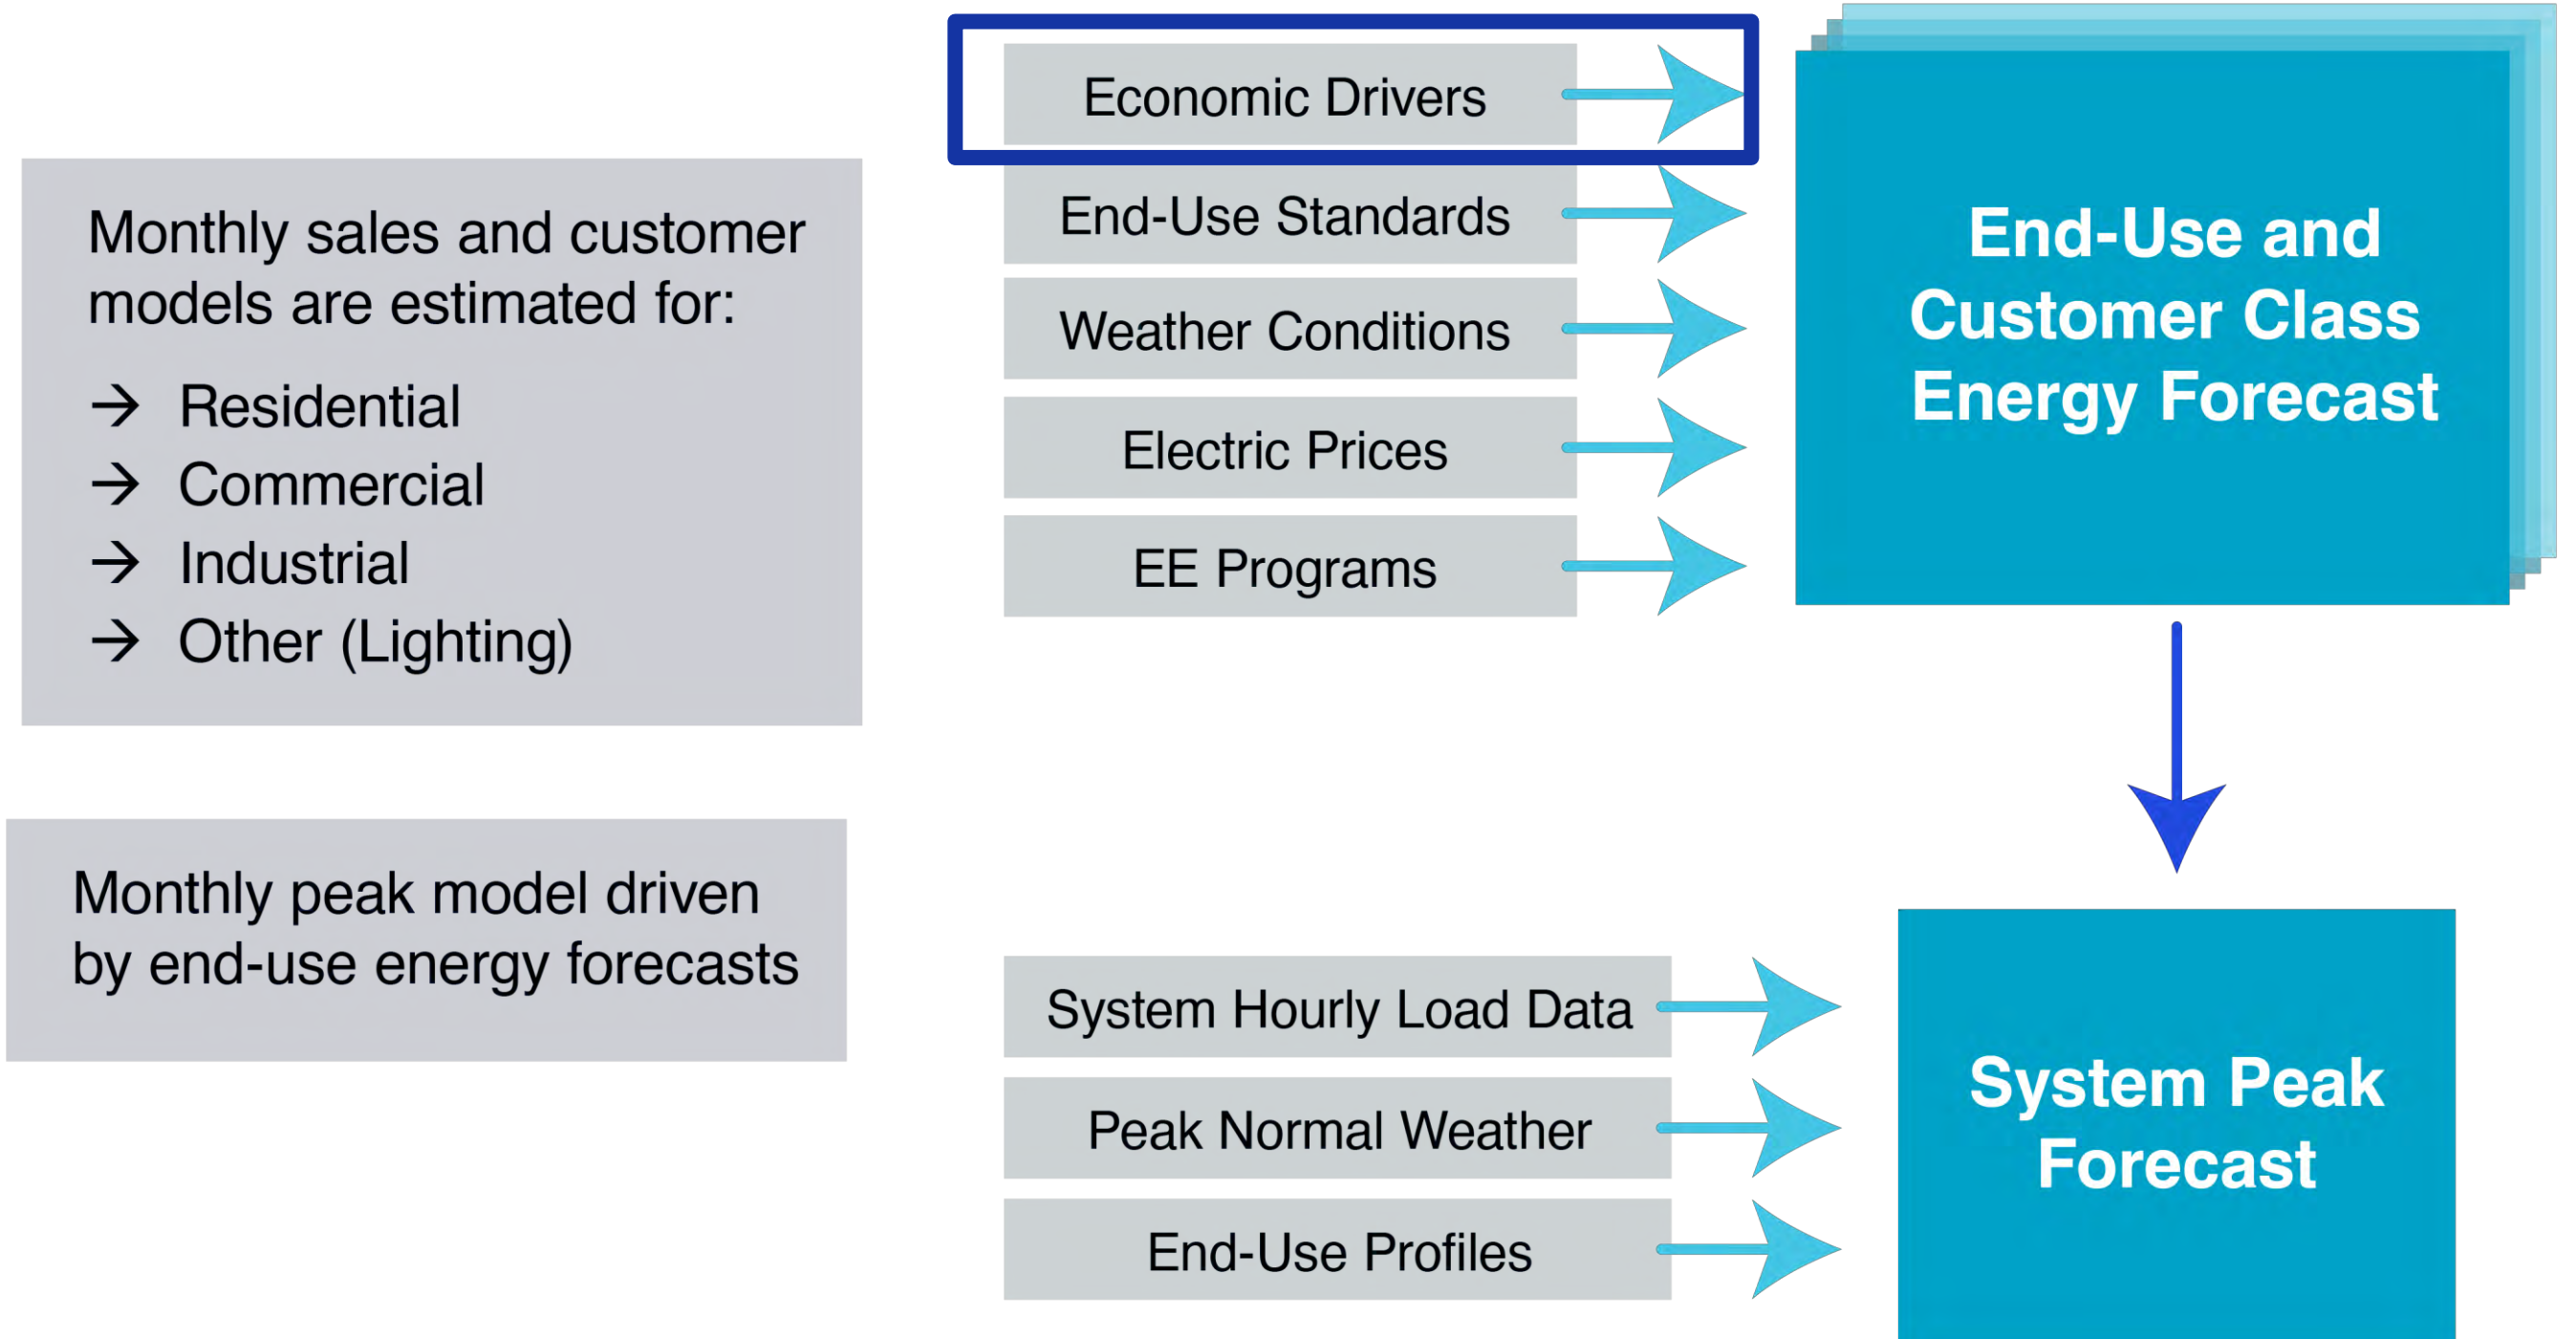 Monthly sales and customer
models are estimated for:
→ Residential
→ Commercial
→ Industrial
→ Other (Lighting)
Monthly peak model driven
by end-use energy forecasts
Economic Drivers
End-Use Standards
Weather Conditions
Electric Prices
EE Programs
End-Use and
Customer Class
Energy Forecast
System Hourly Load Data
Peak Normal Weather
End-Use Profiles
System Peak
Forecast